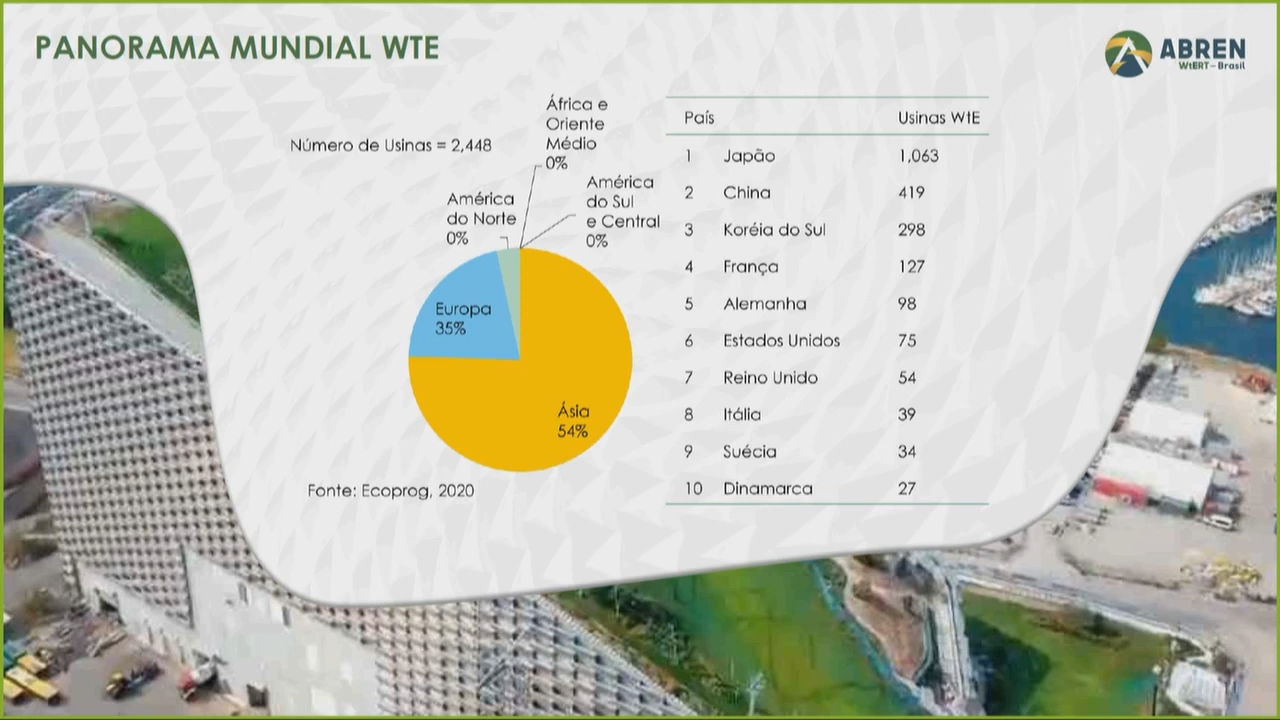 PANORAMA MUNDIAL WTE
ABREN
WtERT – Brasil
Número de Usinas = 2,448
África e
Oriente
Médio
0%
América
do Sul
e Central
0%
América
do Norte
0%
Europa
35%
Ásia
54%
Fonte: Ecoprog, 2020
País Usinas WtE
1 Japão 1,063
2 China 419
3 Koréia do Sul 298
4 França 127
5 Alemanha 98
6 Estados Unidos 75
7 Reino Unido 54
8 Itália 39
9 Suécia 34
10 Dinamarca 27